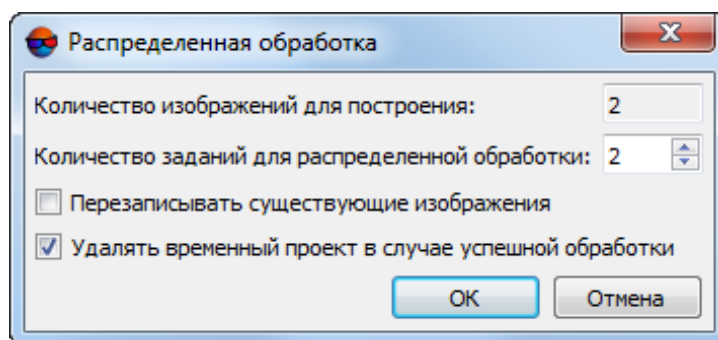 Распределенная обработка
Количество изображений для построения: 2
Количество заданий для распределенной обработки: 2
Перезаписывать существующие изображения
Удалять временный проект в случае успешной обработки
OK Отмена